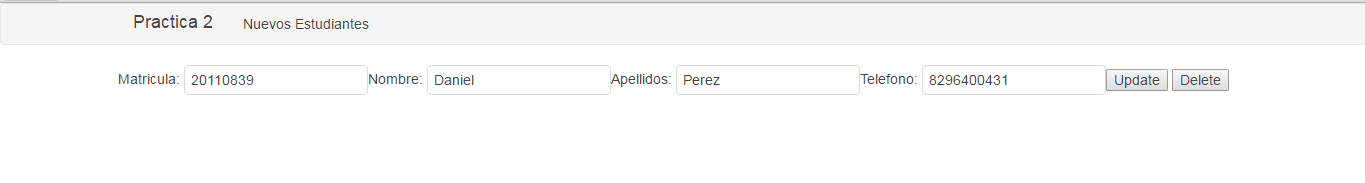 Practica 2 Nuevos Estudiantes
Matricula: 20110839 Nombre: Daniel Apellidos: Perez Telefono: 8296400431 Update Delete